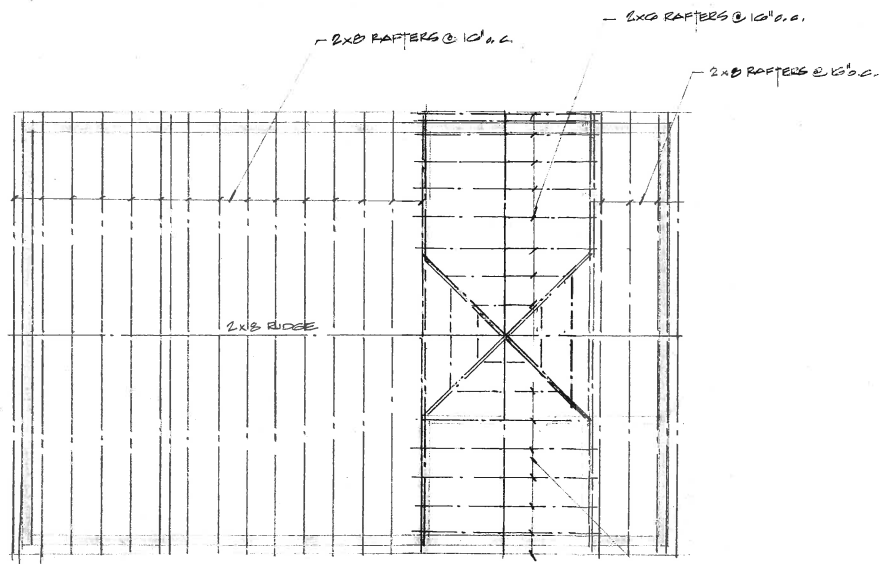 2x6 RAFTERS @ 16" o.c.
2x8 RAFTERS @ 16" o.c.
2x8 RAFTERS @ 16" o.c.
2x8 RIDGE